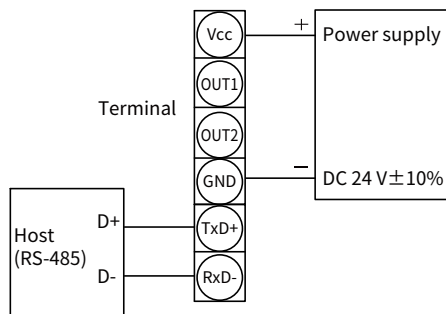 Vcc
+
Power supply
OUT1
Terminal
OUT2
GND
−
DC 24 V±10%
D+
TxD+
Host
(RS-485)
D-
RxD-